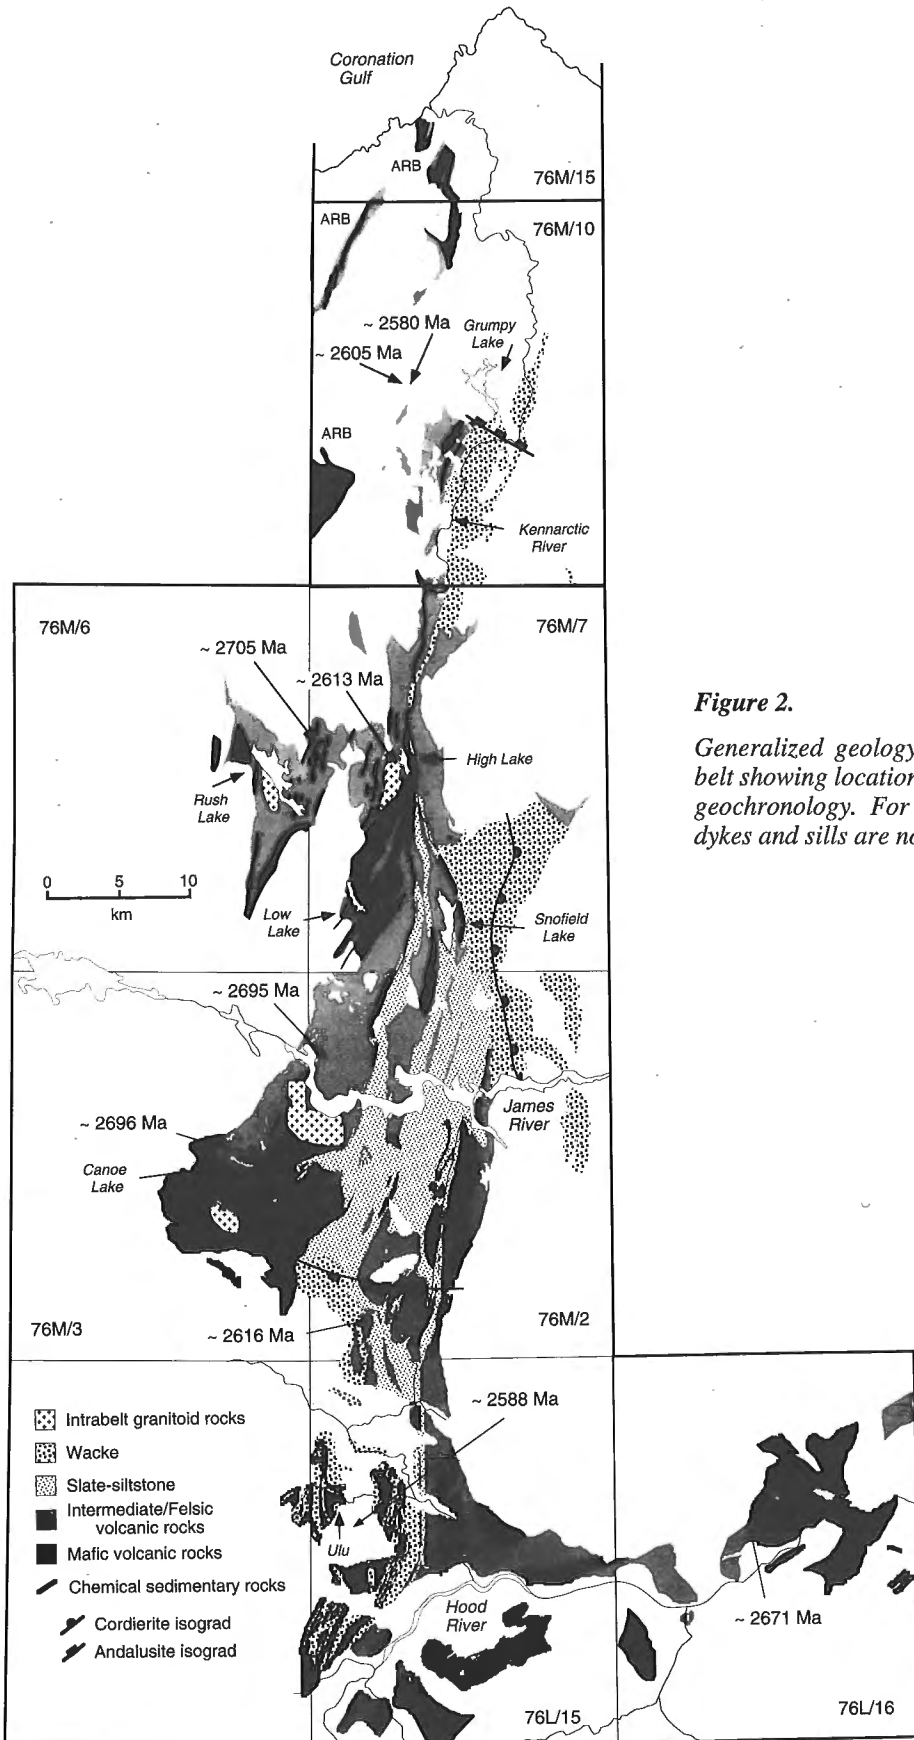 Coronation
Gulf
ARB
76M/15
ARB
76M/10
~ 2580 Ma
Grumpy
Lake
~ 2605 Ma
ARB
Kennarctic
River
76M/6
76M/7
~ 2705 Ma
~ 2613 Ma
High Lake
Rush
Lake
0 5 10
km
Low
Lake
Snofield
Lake
~ 2695 Ma
James
River
~ 2696 Ma
Canoe
Lake
76M/3
~ 2616 Ma
76M/2
~ 2588 Ma
Intrabelt granitoid rocks
Wacke
Slate-siltstone
Intermediate/Felsic
volcanic rocks
Mafic volcanic rocks
Chemical sedimentary rocks
Cordierite isograd
Andalusite isograd
Ulu
Hood
River
~ 2671 Ma
76L/15
76L/16
Figure 2.
Generalized geology
belt showing location
geochronology. For
dykes and sills are